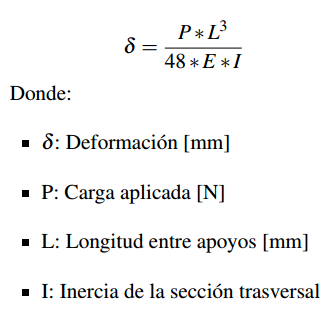 δ = P∗L³ / 48∗E∗I
Donde:
▪ δ: Deformación [mm]
▪ P: Carga aplicada [N]
▪ L: Longitud entre apoyos [mm]
▪ I: Inercia de la sección trasversal